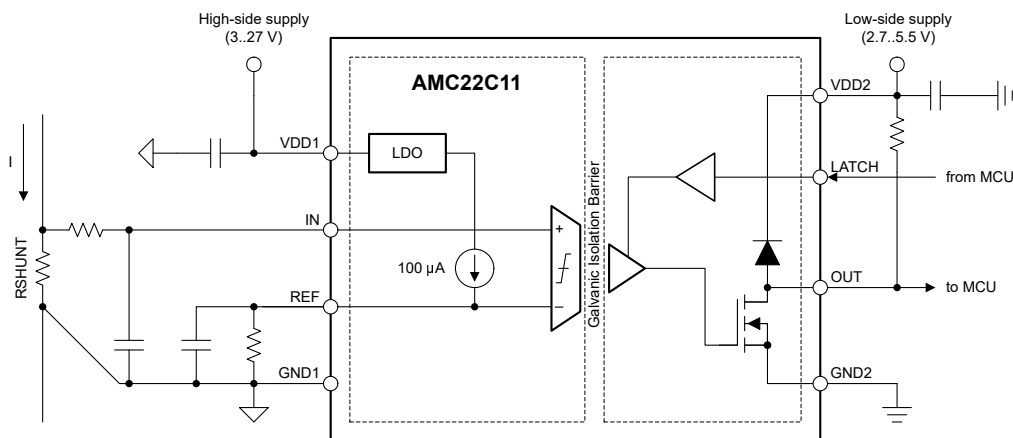 High-side supply
(3..27 V)
Low-side supply
(2.7..5.5 V)
AMC22C11
VDD2
VDD1
LDO
LATCH
from MCU
I
IN
+
RSHUNT
100 µA
Galvanic Isolation Barrier
REF
−
OUT
to MCU
GND1
GND2